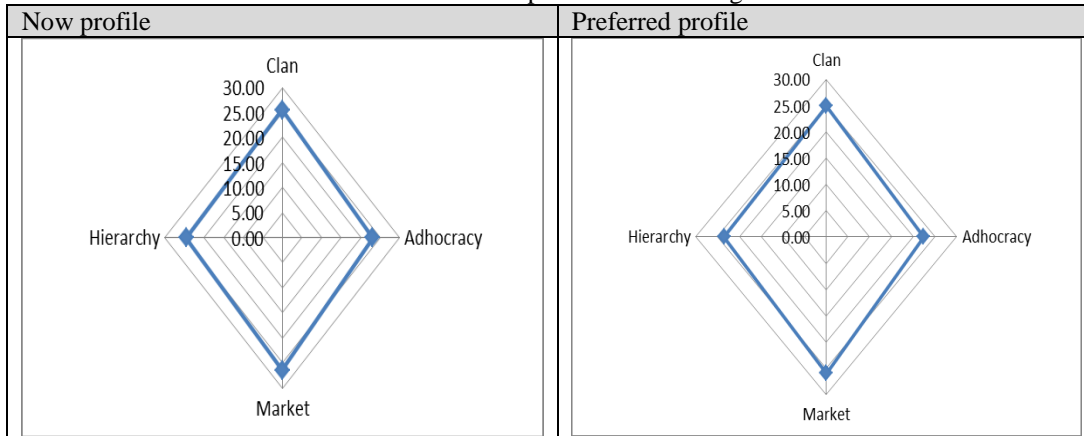 Now profile
Preferred profile
Clan
30.00
25.00
20.00
15.00
10.00
5.00
0.00
Hierarchy
Adhocracy
Market
Clan
30.00
25.00
20.00
15.00
10.00
5.00
0.00
Hierarchy
Adhocracy
Market